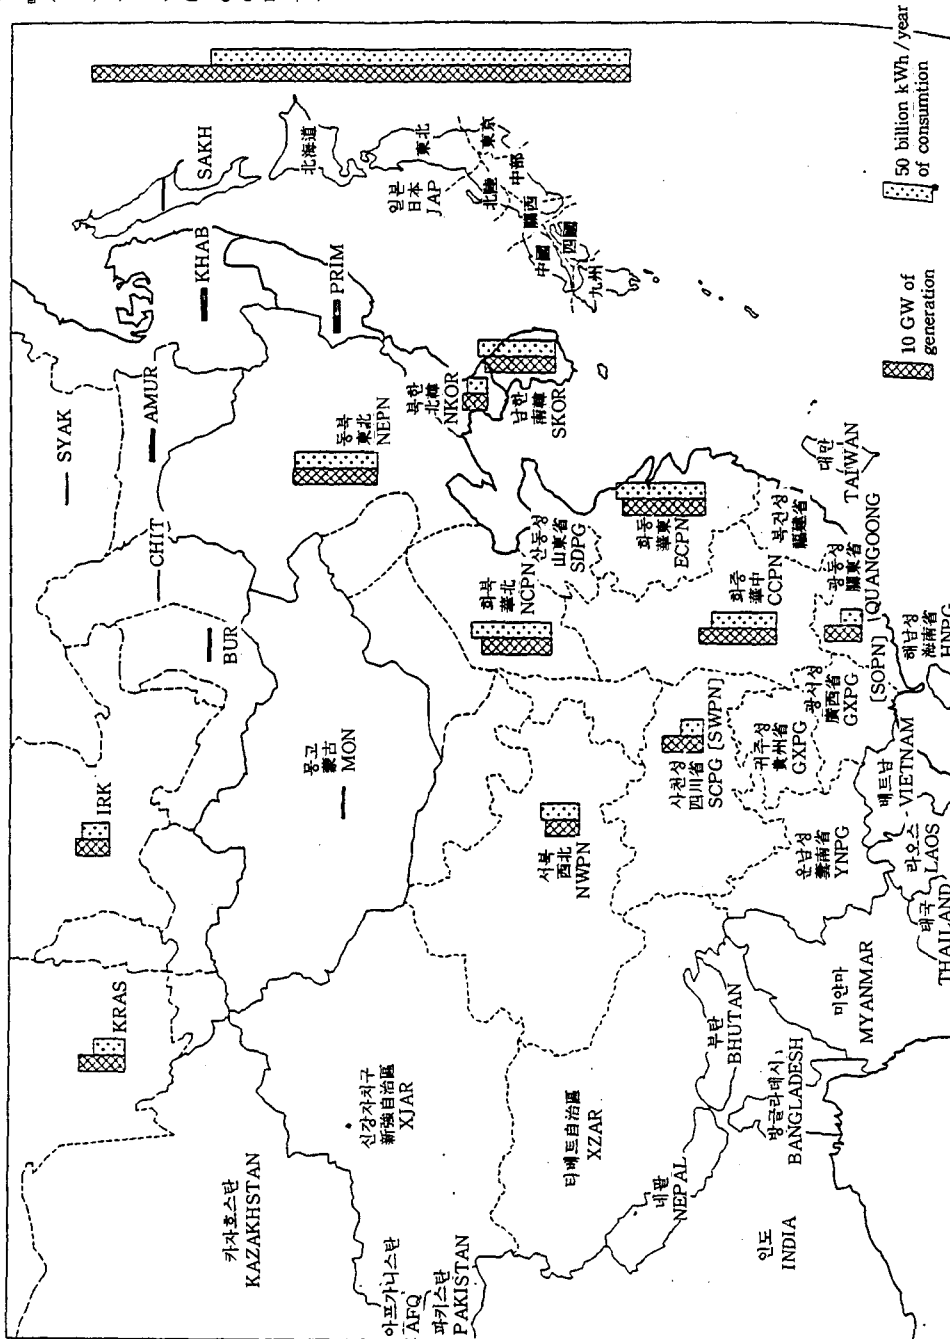 SYAK
AMUR
CHIT
BUR
IRK
KRAS
SAKH
KHAB
PRIM
北海道
일본
日本
JAP
東北
東京
北陸
中部
關西
中國
四國
九州
북한
北韓
NKOR
남한
南韓
SKOR
동북
東北
NEPN
몽고
蒙古
MON
화북
華北
NCPN
산동성
山東省
SDPG
화동
華東
ECPN
화중
華中
CCPN
복건성
福建省
대만
TAIWAN
광동성
關東省
[QUANGOONG
[SOPN]
해남성
海南省
HNPG
광서성
廣西省
GXPG
귀주성
貴州省
GXPG
사천성
四川省
SCPG [SWPN]
운남성
雲南省
YNPG
서북
西北
NWPN
신강자치구
新強自治區
XJAR
티베트自治區
XZAR
카자흐스탄
KAZAKHSTAN
아프가니스탄
AFQ
파키스탄
PAKISTAN
네팔
NEPAL
부탄
BHUTAN
방글라데시
BANGLADESH
인도
INDIA
미얀마
MYANMAR
태국
THAILAND
라오스
LAOS
베트남
VIETNAM
10 GW of
generation
50 billion kWh/year
of consumtion